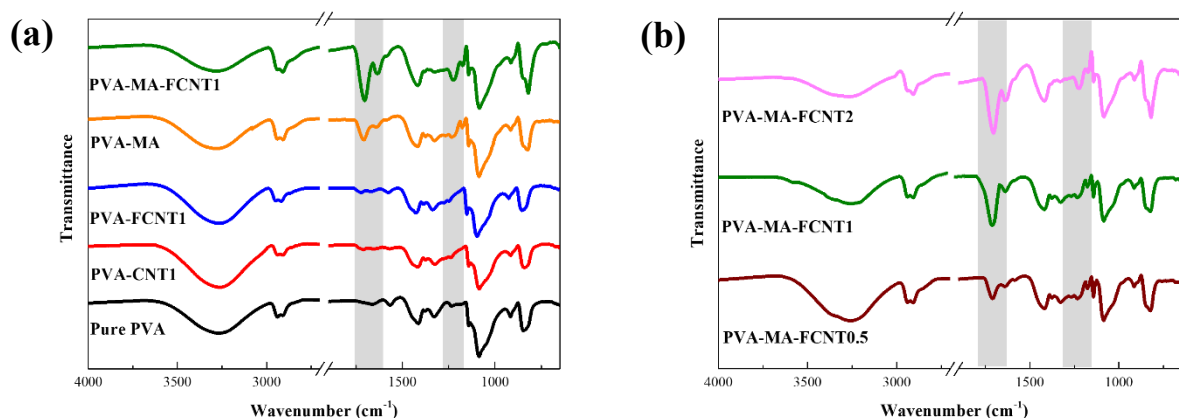 (a)
Transmittance
PVA-MA-FCNT1
PVA-MA
PVA-FCNT1
PVA-CNT1
Pure PVA
4000 3500 3000 1500 1000
Wavenumber (cm⁻¹)
(b)
Transmittance
PVA-MA-FCNT2
PVA-MA-FCNT1
PVA-MA-FCNT0.5
4000 3500 3000 1500 1000
Wavenumber (cm⁻¹)